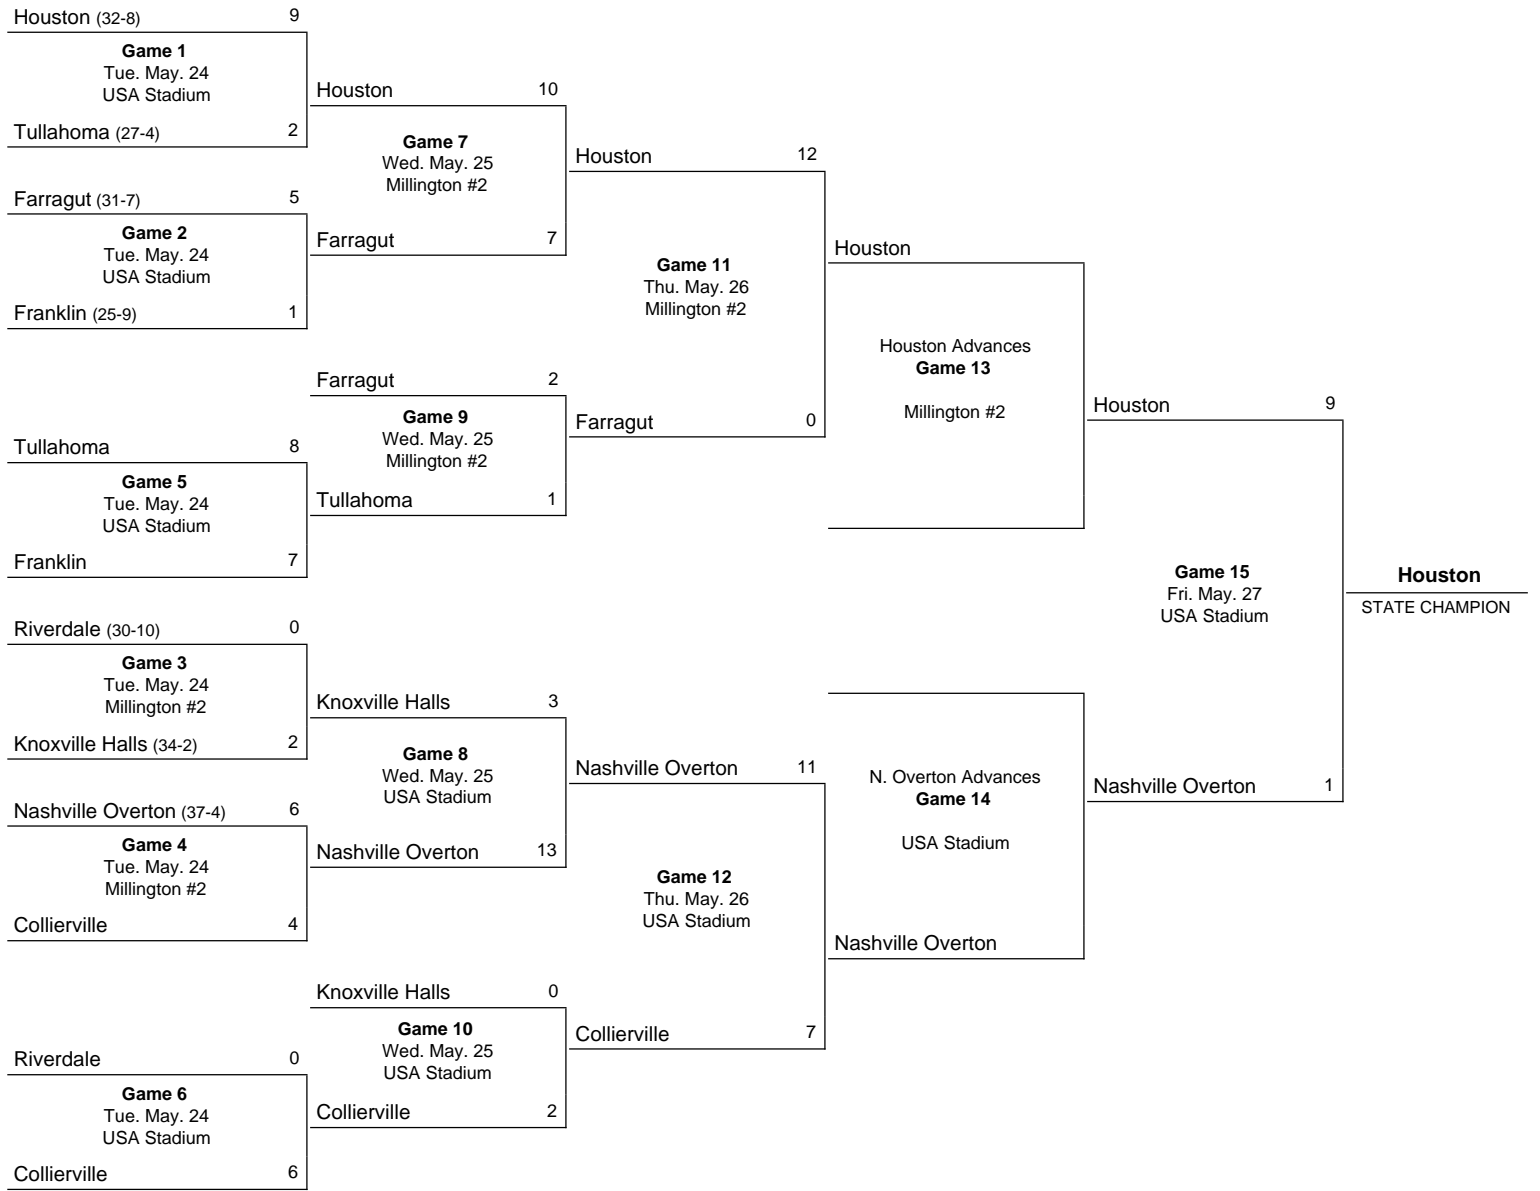 Houston (32-8) 9
Game 1
Tue. May. 24
USA Stadium
Tullahoma (27-4) 2
Farragut (31-7) 5
Game 2
Tue. May. 24
USA Stadium
Franklin (25-9) 1
Tullahoma 8
Game 5
Tue. May. 24
USA Stadium
Franklin 7
Riverdale (30-10) 0
Game 3
Tue. May. 24
Millington #2
Knoxville Halls (34-2) 2
Nashville Overton (37-4) 6
Game 4
Tue. May. 24
Millington #2
Collierville 4
Riverdale 0
Game 6
Tue. May. 24
USA Stadium
Collierville 6
Houston 10
Game 7
Wed. May. 25
Millington #2
Farragut 7
Farragut 2
Game 9
Wed. May. 25
Millington #2
Tullahoma 1
Knoxville Halls 3
Game 8
Wed. May. 25
USA Stadium
Nashville Overton 13
Knoxville Halls 0
Game 10
Wed. May. 25
USA Stadium
Collierville 2
Houston 12
Game 11
Thu. May. 26
Millington #2
Farragut 0
Nashville Overton 11
Game 12
Thu. May. 26
USA Stadium
Collierville 7
Houston
Houston Advances
Game 13
Millington #2
N. Overton Advances
Game 14
USA Stadium
Nashville Overton
Houston 9
Game 15
Fri. May. 27
USA Stadium
Nashville Overton 1
Houston
STATE CHAMPION